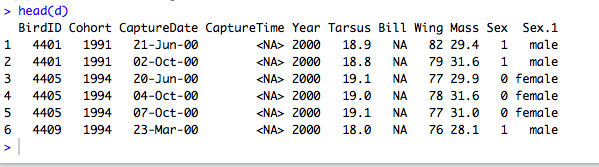 > head(d)
BirdID Cohort CaptureDate CaptureTime Year Tarsus Bill Wing Mass Sex Sex.1
1 4401 1991 21-Jun-00 <NA> 2000 18.9 NA 82 29.4 1 male
2 4401 1991 02-Oct-00 <NA> 2000 18.8 NA 79 31.6 1 male
3 4405 1994 20-Jun-00 <NA> 2000 19.1 NA 77 29.9 0 female
4 4405 1994 04-Oct-00 <NA> 2000 19.0 NA 78 31.6 0 female
5 4405 1994 07-Oct-00 <NA> 2000 19.1 NA 77 31.0 0 female
6 4409 1994 23-Mar-00 <NA> 2000 18.0 NA 76 28.1 1 male
>